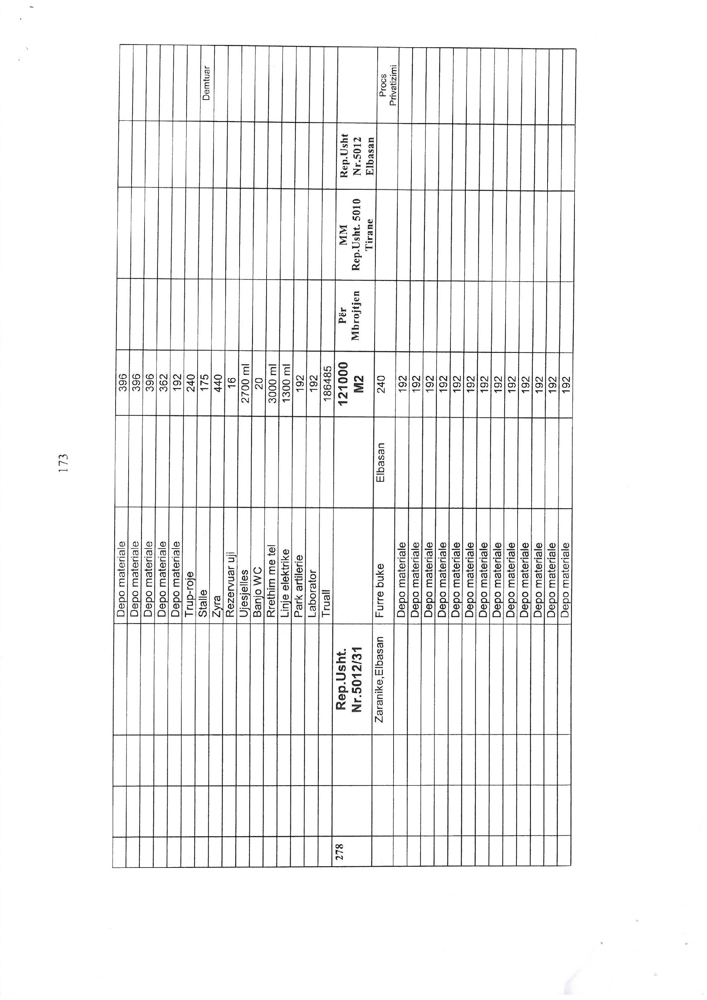 173
Depo materiale 396
Depo materiale 396
Depo materiale 396
Depo materiale 362
Depo materiale 192
Trup-roje 240
Stalle 175 Demtuar
Zyra 440
Rezervuar uji 16
Ujesjelles 2700 ml
Banjo WC 20
Rrethim me tel 3000 ml
Linje elektrike 1300 ml
Park artilerie 192
Laborator 192
Truall 186485
278 Rep.Usht. 121000 Për MM Rep.Usht
Nr.5012/31 M2 Mbrojtjen Rep.Usht. 5010 Nr.5012
Tirane Elbasan
Zaranike,Elbasan Furre buke Elbasan 240 Procs
Privatizimi
Depo materiale 192
Depo materiale 192
Depo materiale 192
Depo materiale 192
Depo materiale 192
Depo materiale 192
Depo materiale 192
Depo materiale 192
Depo materiale 192
Depo materiale 192
Depo materiale 192
Depo materiale 192
Depo materiale 192